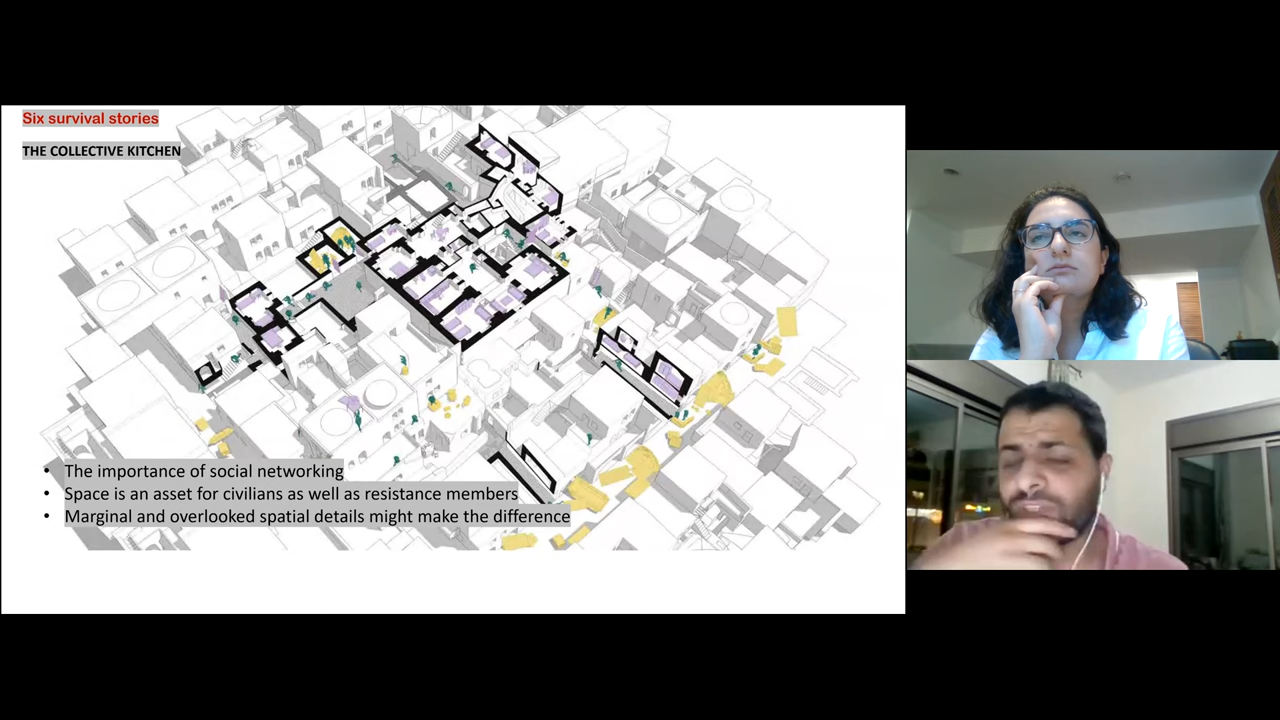 Six survival stories
THE COLLECTIVE KITCHEN
• The importance of social networking
• Space is an asset for civilians as well as resistance members
• Marginal and overlooked spatial details might make the difference